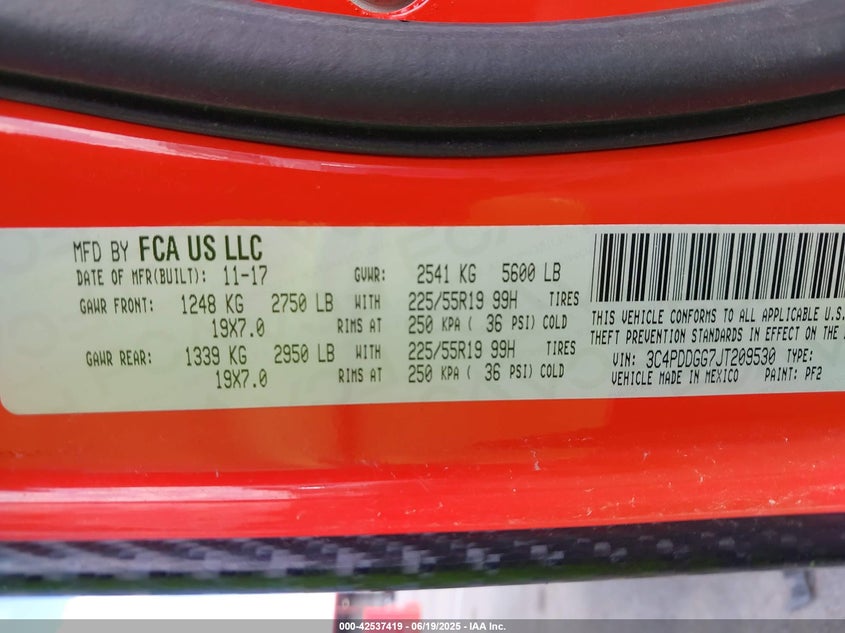 MFD BY FCA US LLC
DATE OF MFR(BUILT): 11-17 GVWR: 2541 KG 5600 LB
GAWR FRONT: 1248 KG 2750 LB WITH 225/55R19 99H TIRES
19X7.0 RIMS AT 250 KPA ( 36 PSI) COLD
GAWR REAR: 1339 KG 2950 LB WITH 225/55R19 99H TIRES
19X7.0 RIMS AT 250 KPA ( 36 PSI) COLD
THIS VEHICLE CONFORMS TO ALL APPLICABLE U.S.
THEFT PREVENTION STANDARDS IN EFFECT ON THE
VIN: 3C4PDDGG7JT209530 TYPE:
VEHICLE MADE IN MEXICO PAINT: PF2
000-42537419 - 06/19/2025 - IAA Inc.